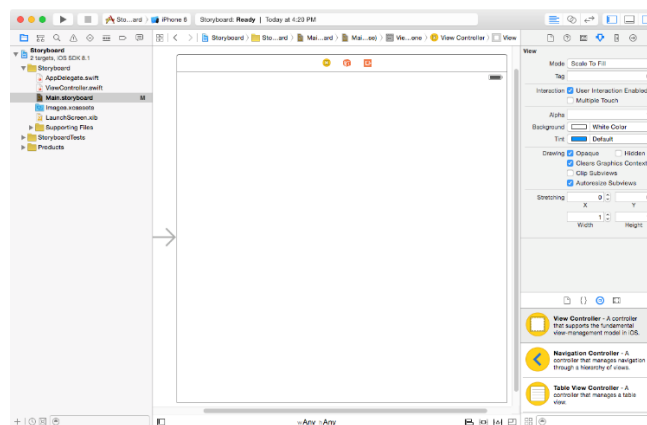 Sto...ard
iPhone 6
Storyboard: Ready | Today at 4:23 PM
Storyboard
2 targets, iOS SDK 8.1
Storyboard
AppDelegate.swift
ViewController.swift
Main.storyboard M
Images.xcassets
LaunchScreen.xib
Supporting Files
StoryboardTests
Products
Storyboard
Sto...ard
Mai...ard
Mai...se)
Vie...one
View Controller
View
wAny hAny
View
Mode Scale To Fill
Tag
Interaction User Interaction Enabled
Multiple Touch
Alpha
Background White Color
Tint Default
Drawing Opaque Hidden
Clears Graphics Context
Clip Subviews
Autoresize Subviews
Stretching 0
X Y
1
Width Height
View Controller - A controller
that supports the fundamental
view-management model in iOS.
Navigation Controller - A
controller that manages navigation
through a hierarchy of views.
Table View Controller - A
controller that manages a table
view.